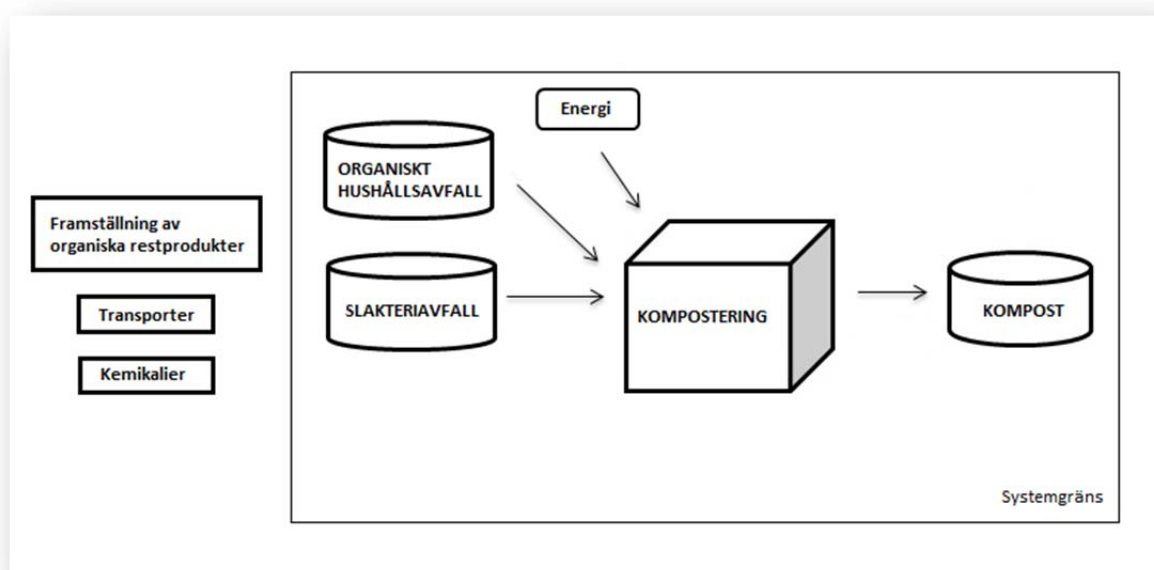 Energi
ORGANISKT
HUSHÅLLSAVFALL
Framställning av
organiska restprodukter
SLAKTERIAVFALL
KOMPOSTERING
KOMPOST
Transporter
Kemikalier
Systemgräns